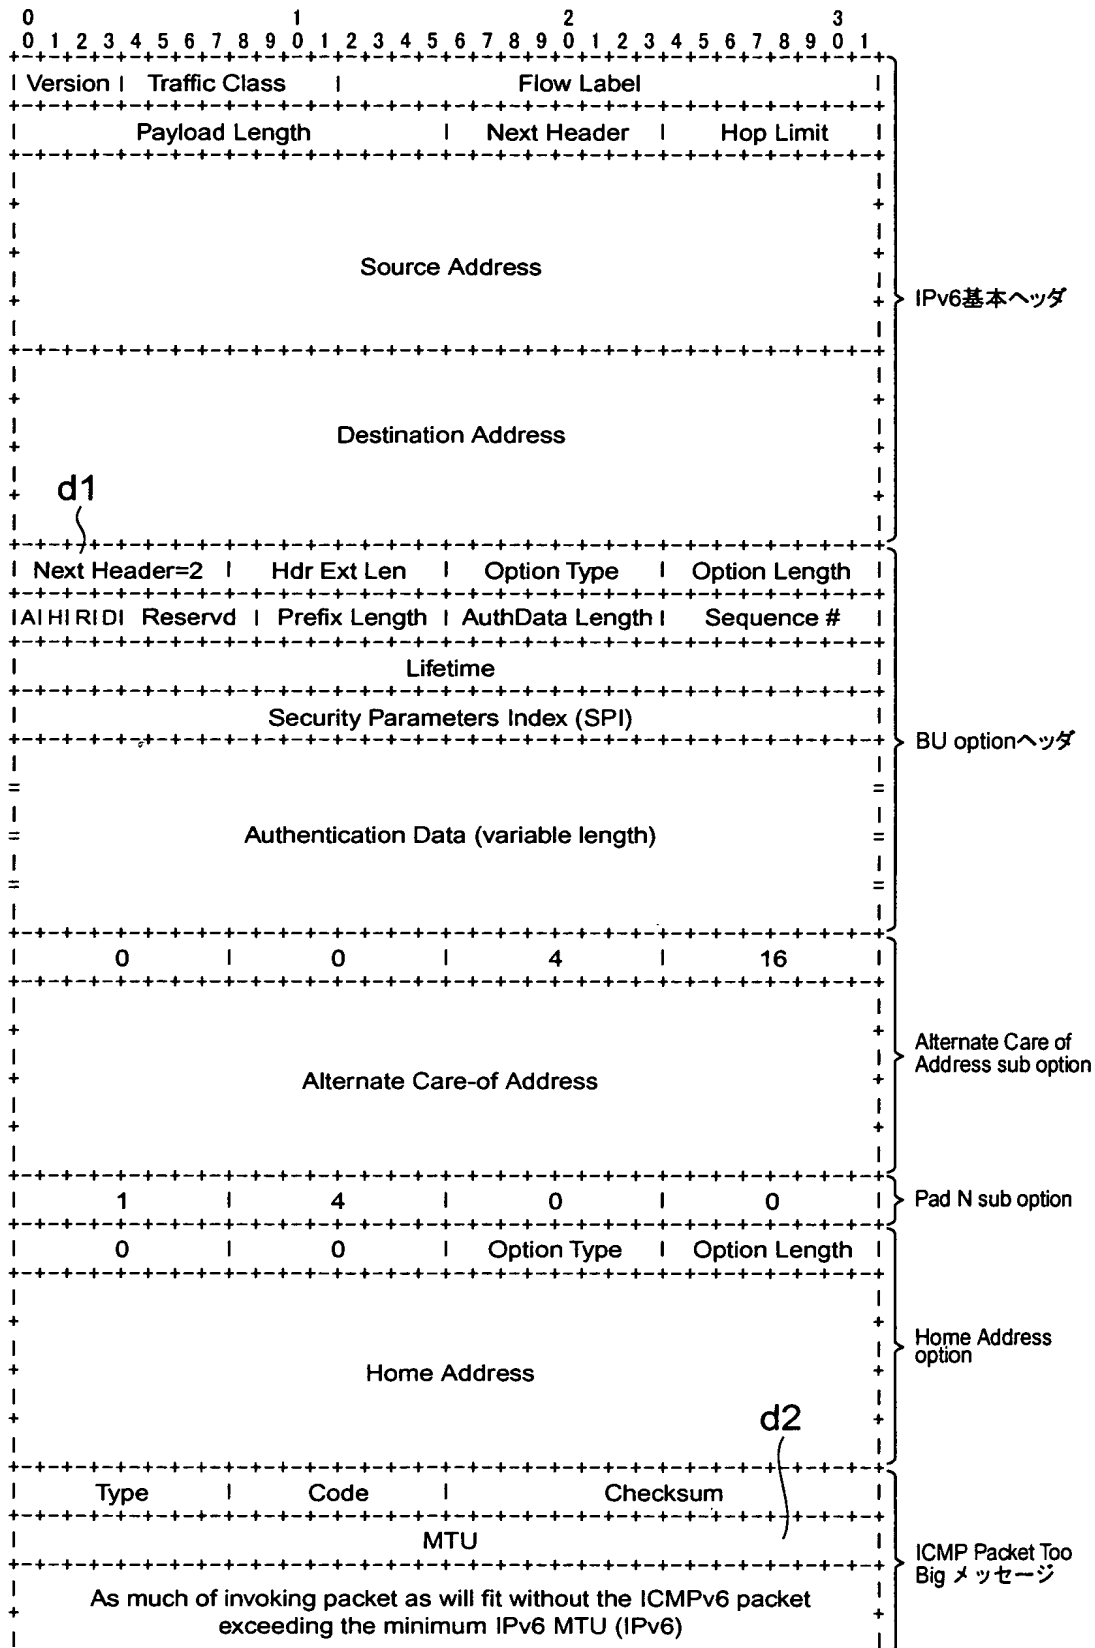 0 1 2 3
0 1 2 3 4 5 6 7 8 9 0 1 2 3 4 5 6 7 8 9 0 1 2 3 4 5 6 7 8 9 0 1
Version | Traffic Class | Flow Label
Payload Length | Next Header | Hop Limit
Source Address
IPv6基本ヘッダ
Destination Address
d1
Next Header=2 | Hdr Ext Len | Option Type | Option Length
|A|H|R|D| Reservd | Prefix Length | AuthData Length | Sequence #
Lifetime
Security Parameters Index (SPI)
BU optionヘッダ
Authentication Data (variable length)
0 | 0 | 4 | 16
Alternate Care of
Address sub option
Alternate Care-of Address
1 | 4 | 0 | 0
Pad N sub option
0 | 0 | Option Type | Option Length
Home Address
option
Home Address
d2
Type | Code | Checksum
MTU
ICMP Packet Too
Big メッセージ
As much of invoking packet as will fit without the ICMPv6 packet
exceeding the minimum IPv6 MTU (IPv6)